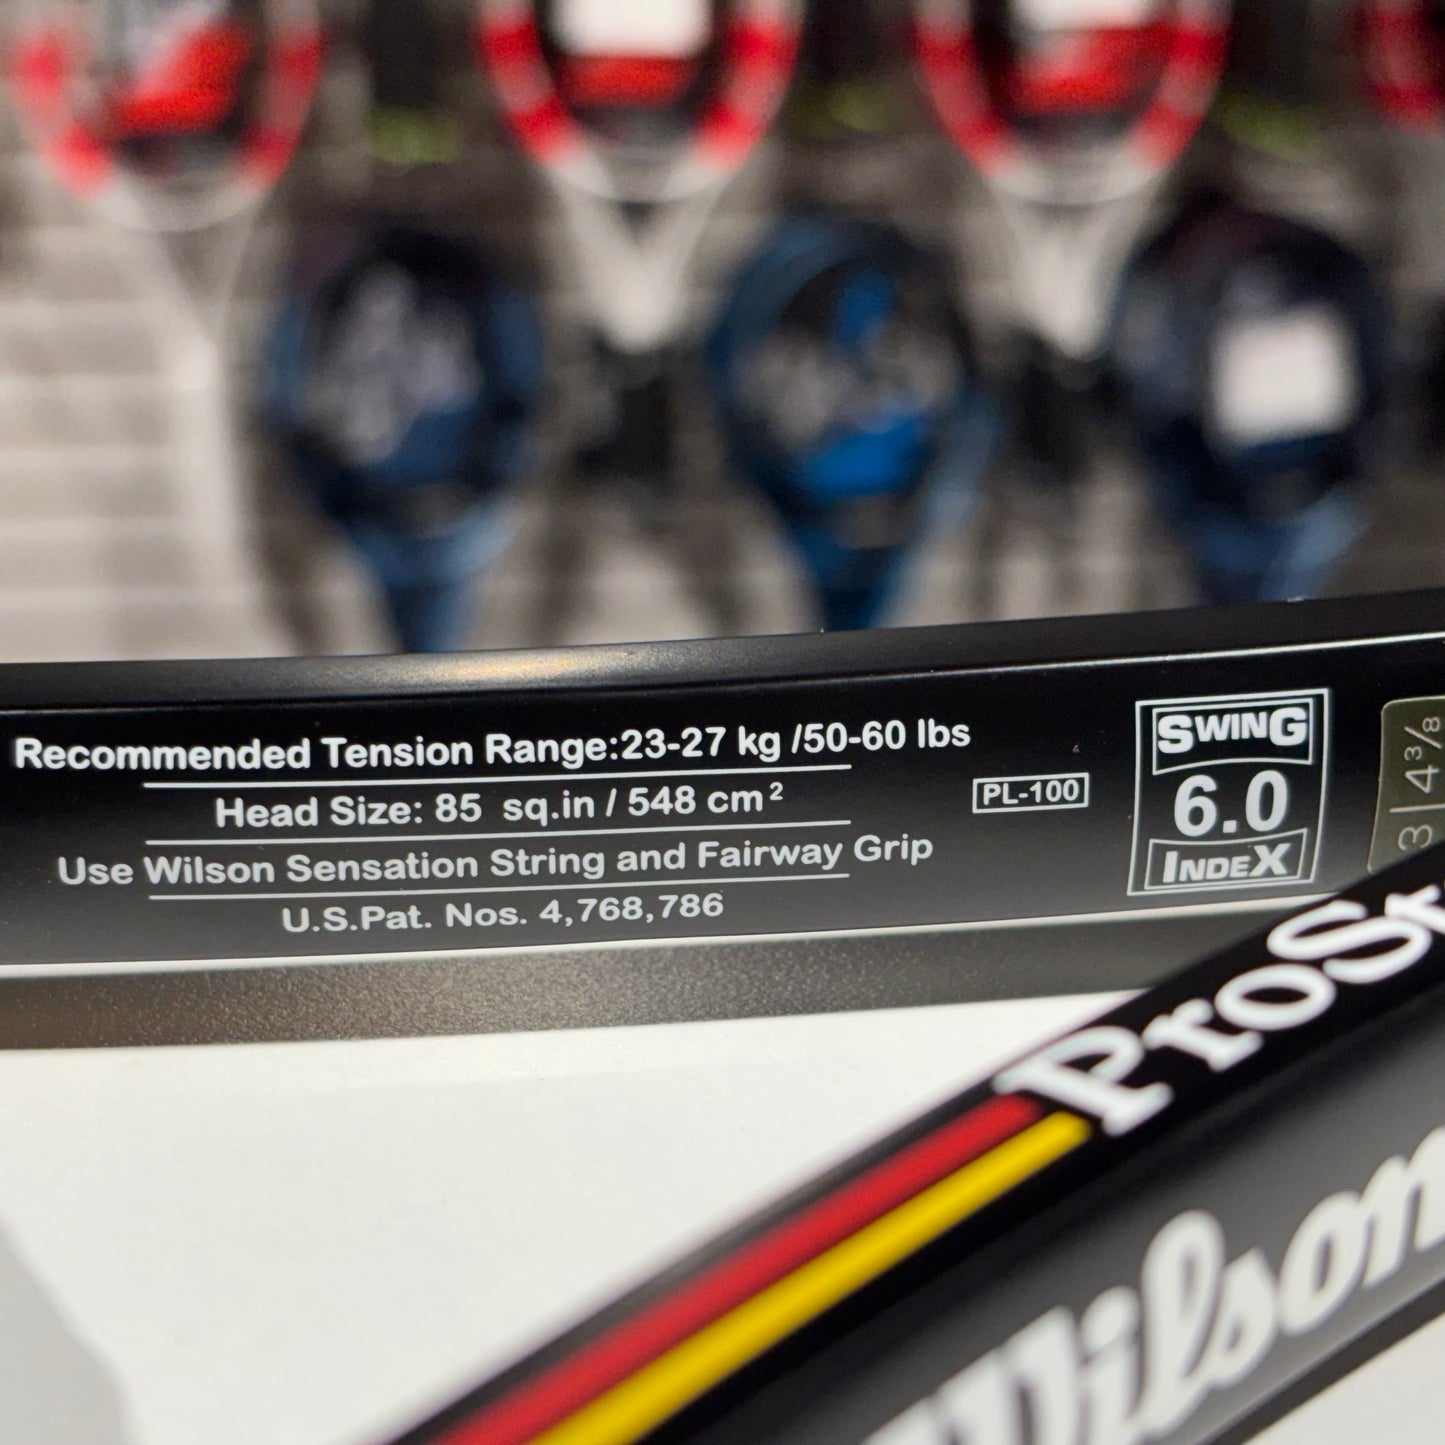 Recommended Tension Range:23-27 kg /50-60 lbs
Head Size: 85 sq.in / 548 cm²
Use Wilson Sensation String and Fairway Grip
U.S.Pat. Nos. 4,768,786
PL-100
SWING
6.0
INDEX
3 | 4 3/8
ProSt
Wilson